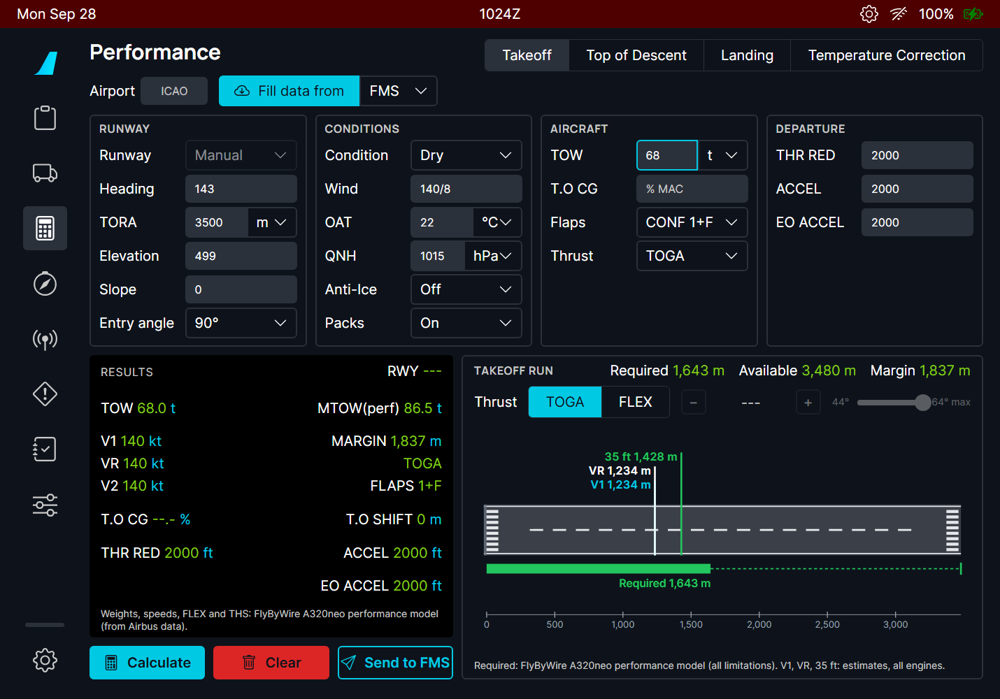 Mon Sep 28
1024Z
100%
Performance
Takeoff
Top of Descent
Landing
Temperature Correction
Airport
ICAO
Fill data from
FMS
RUNWAY
Runway
Manual
Heading
143
TORA
3500
m
Elevation
499
Slope
0
Entry angle
90°
CONDITIONS
Condition
Dry
Wind
140/8
OAT
22
°C
QNH
1015
hPa
Anti-Ice
Off
Packs
On
AIRCRAFT
TOW
68
t
T.O CG
% MAC
Flaps
CONF 1+F
Thrust
TOGA
DEPARTURE
THR RED
2000
ACCEL
2000
EO ACCEL
2000
RESULTS
RWY ---
TOW 68.0 t
MTOW(perf) 86.5 t
V1 140 kt
MARGIN 1,837 m
VR 140 kt
TOGA
V2 140 kt
FLAPS 1+F
T.O CG --.- %
T.O SHIFT 0 m
THR RED 2000 ft
ACCEL 2000 ft
EO ACCEL 2000 ft
Weights, speeds, FLEX and THS: FlyByWire A320neo performance model
(from Airbus data).
Calculate
Clear
Send to FMS
TAKEOFF RUN
Required 1,643 m
Available 3,480 m
Margin 1,837 m
Thrust
TOGA
FLEX
−
---
+
44°
64° max
35 ft 1,428 m
VR 1,234 m
V1 1,234 m
Required 1,643 m
0
500
1,000
1,500
2,000
2,500
3,000
Required: FlyByWire A320neo performance model (all limitations). V1, VR, 35 ft: estimates, all engines.